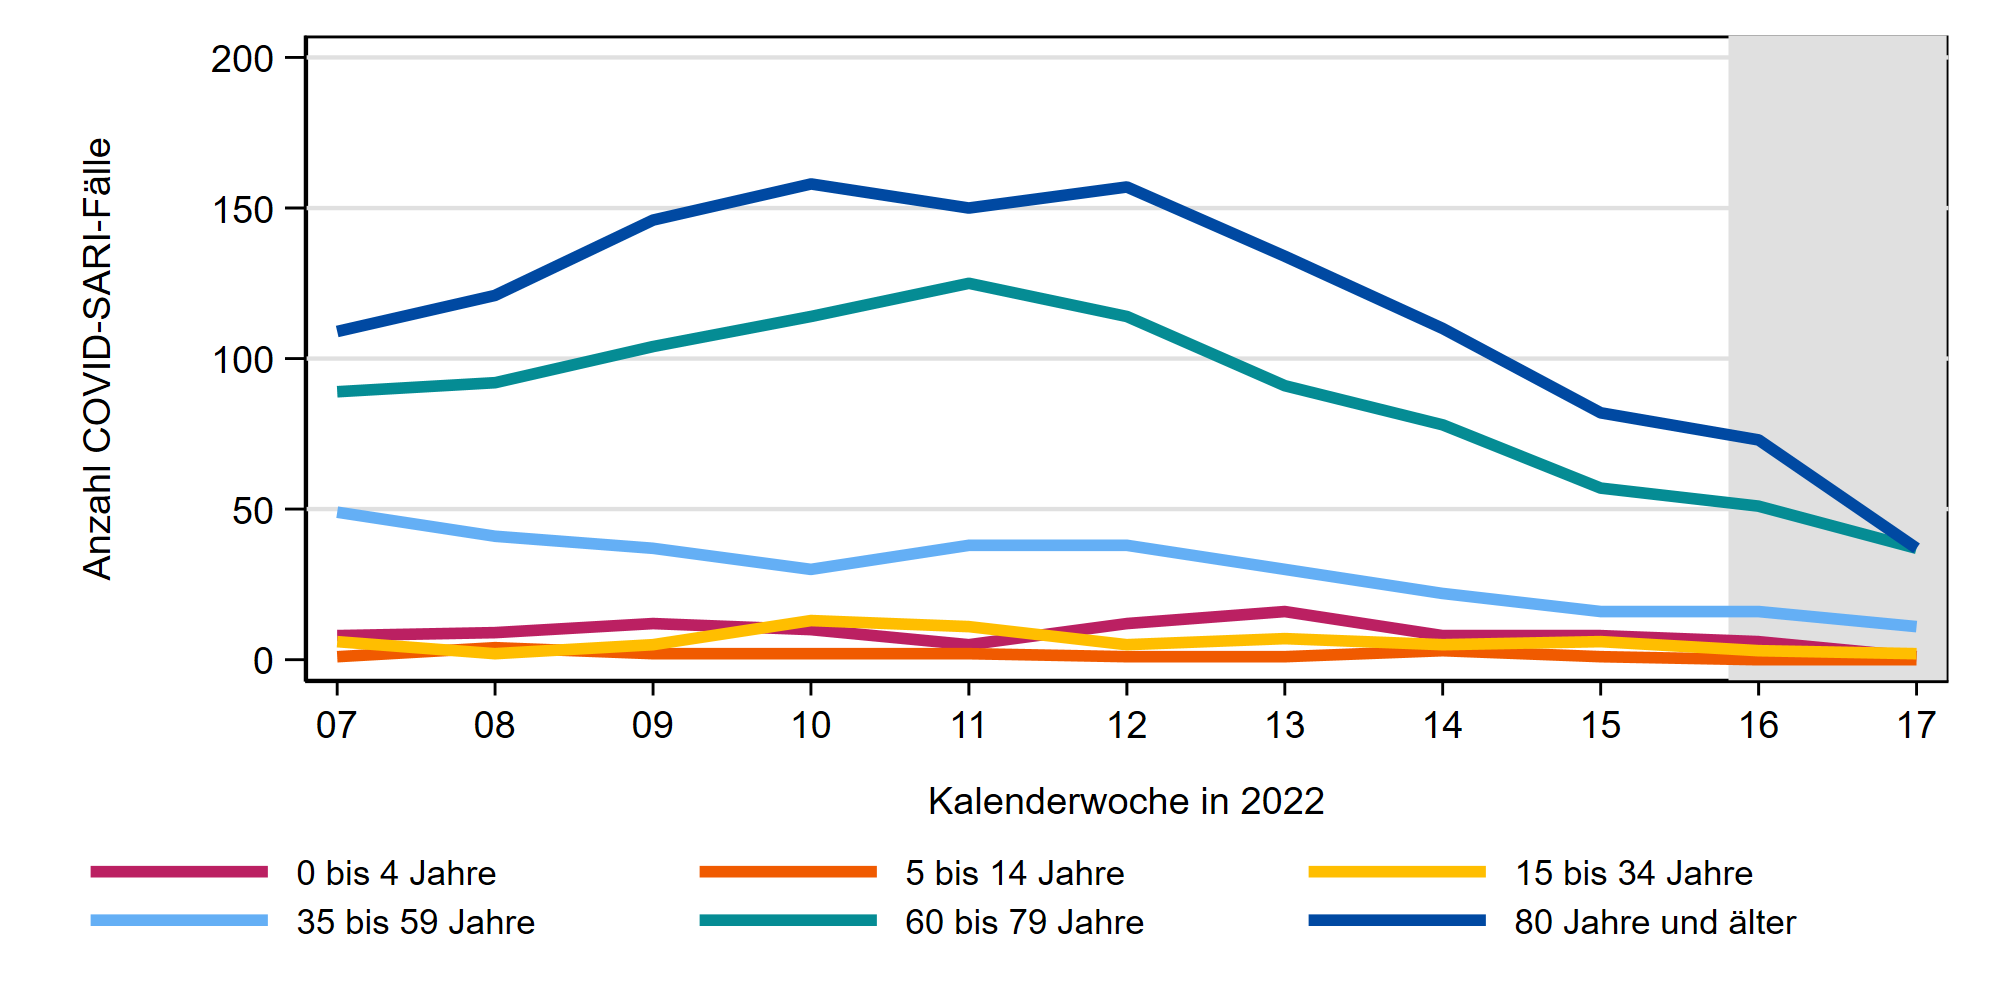 200
150
100
50
0
Anzahl COVID-SARI-Fälle
07 08 09 10 11 12 13 14 15 16 17
Kalenderwoche in 2022
0 bis 4 Jahre 5 bis 14 Jahre 15 bis 34 Jahre
35 bis 59 Jahre 60 bis 79 Jahre 80 Jahre und älter